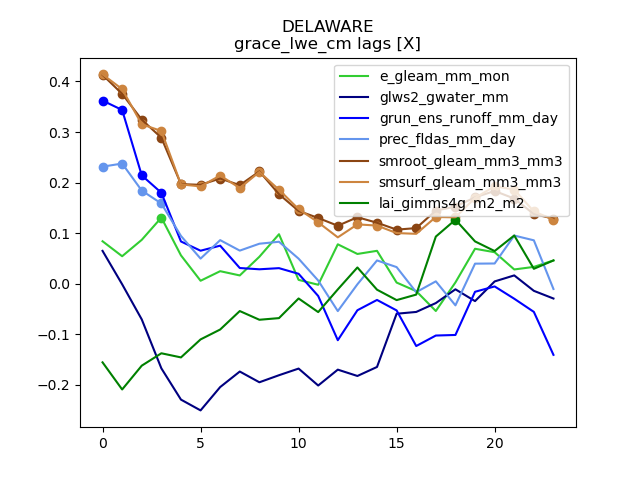 DELAWARE
grace_lwe_cm lags [X]
e_gleam_mm_mon
glws2_gwater_mm
grun_ens_runoff_mm_day
prec_fldas_mm_day
smroot_gleam_mm3_mm3
smsurf_gleam_mm3_mm3
lai_gimms4g_m2_m2
0.4
0.3
0.2
0.1
0.0
−0.1
−0.2
0 5 10 15 20